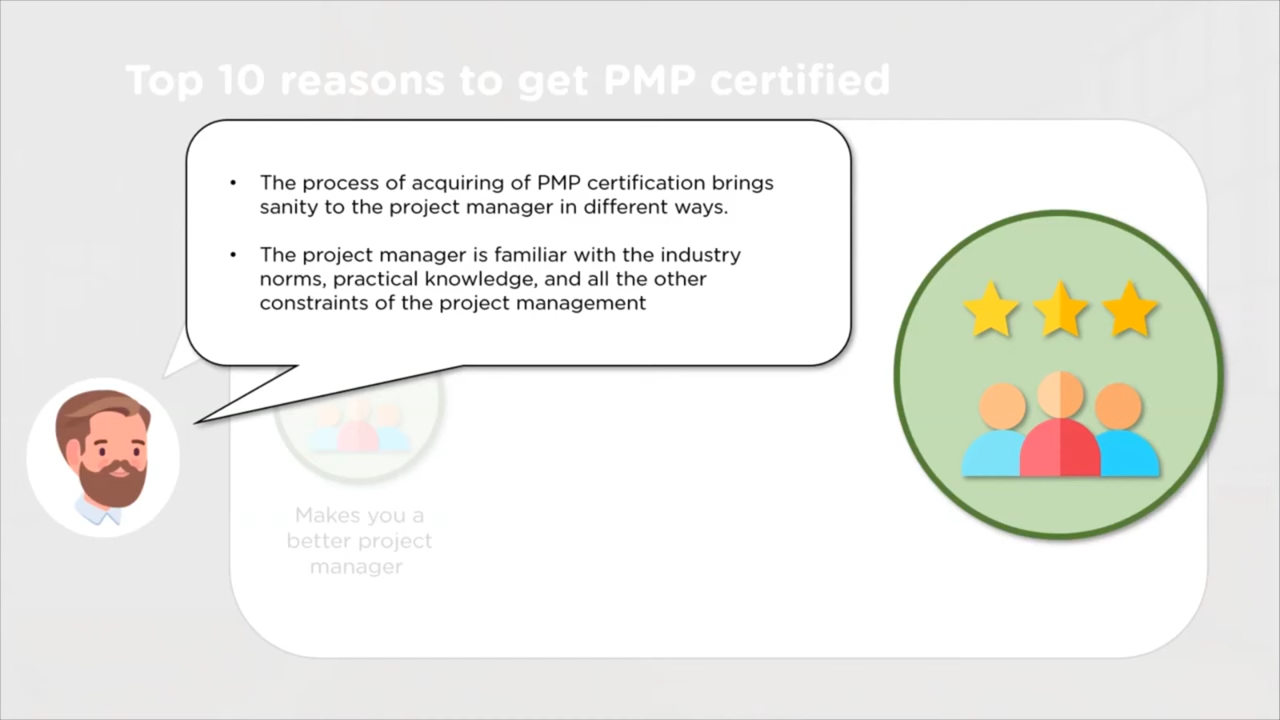 Top 10 reasons to get PMP certified
• The process of acquiring of PMP certification brings
sanity to the project manager in different ways.
• The project manager is familiar with the industry
norms, practical knowledge, and all the other
constraints of the project management
Makes you a
better project
manager